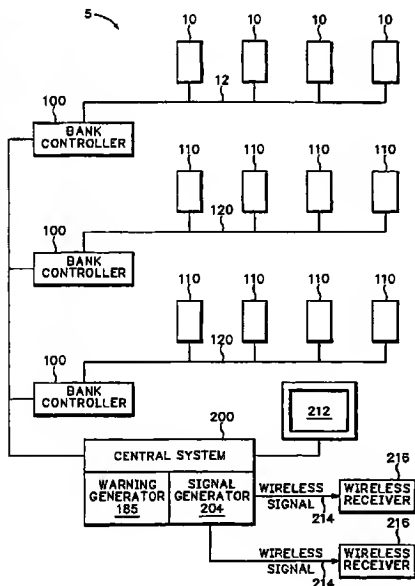 5
10 10 10 10
12
100
BANK CONTROLLER
110 110 110 110
120
100
BANK CONTROLLER
110 110 110 110
120
100
BANK CONTROLLER
212
200
CENTRAL SYSTEM
WARNING GENERATOR 185
SIGNAL GENERATOR 204
WIRELESS SIGNAL 214
216
WIRELESS RECEIVER
WIRELESS SIGNAL 214
216
WIRELESS RECEIVER